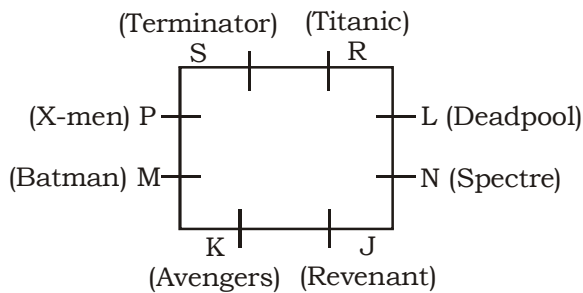 (Terminator) (Titanic)
S R
(X-men) P L (Deadpool)
(Batman) M N (Spectre)
K J
(Avengers) (Revenant)